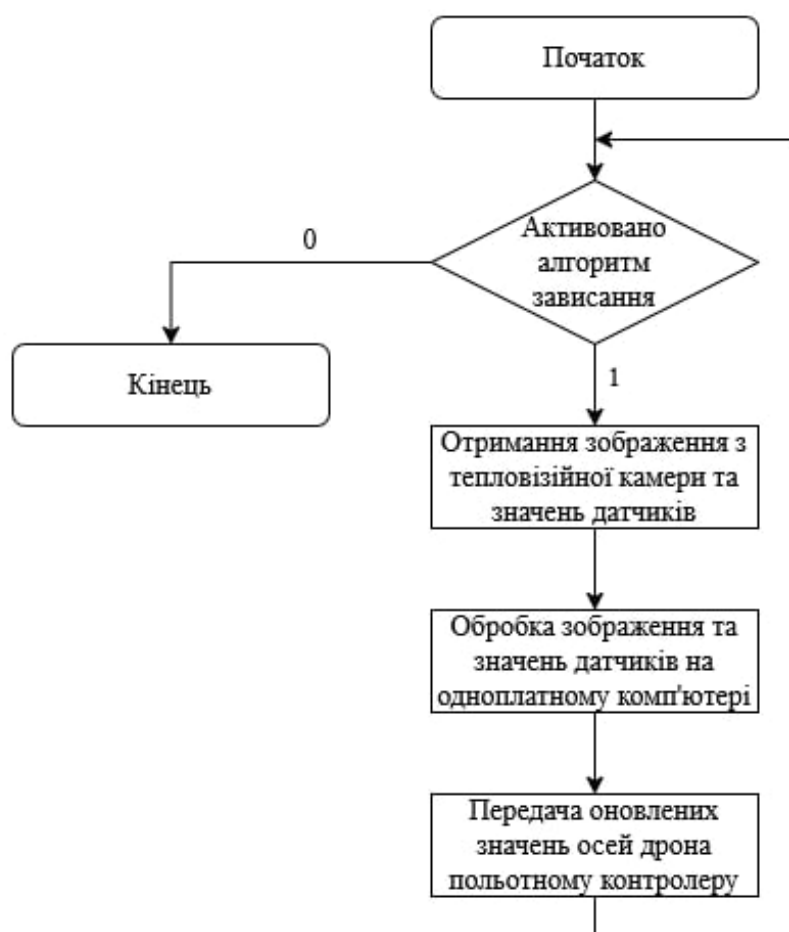 Початок
Активовано
алгоритм
зависання
0
Кінець
1
Отримання зображення з
тепловізійної камери та
значень датчиків
Обробка зображення та
значень датчиків на
одноплатному комп'ютері
Передача оновлених
значень осей дрона
польотному контролеру